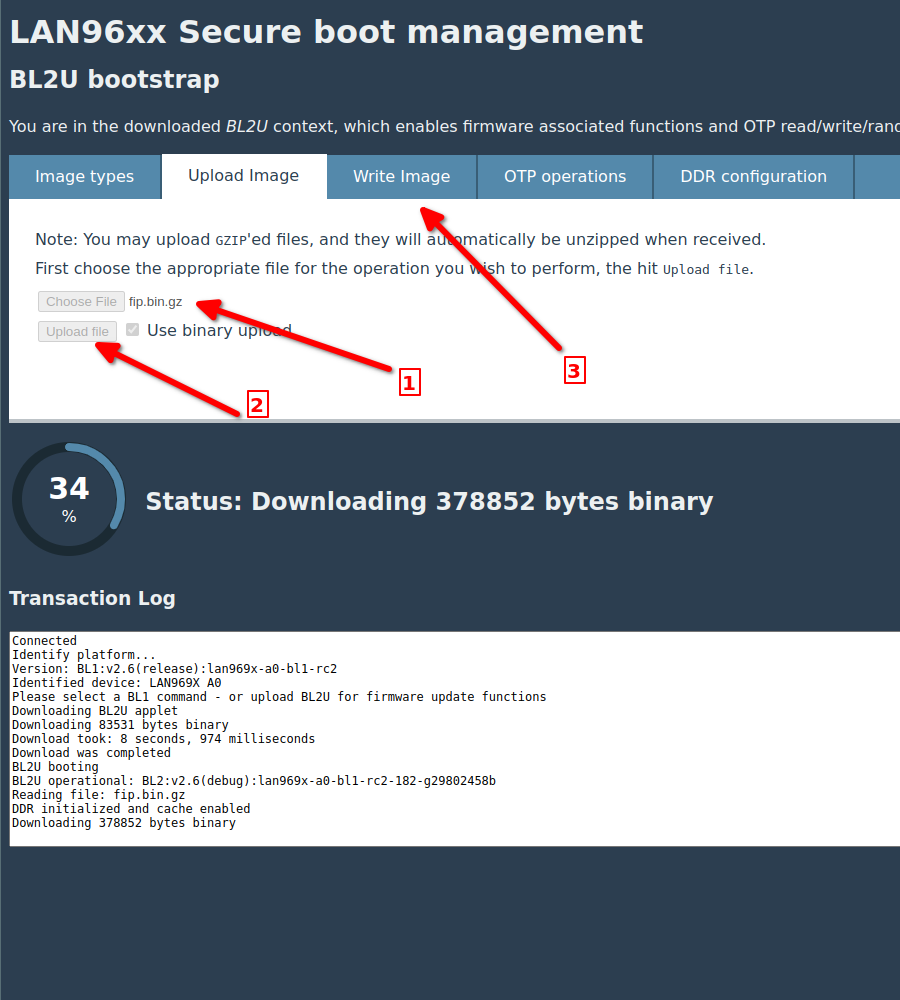 LAN96xx Secure boot management
BL2U bootstrap
You are in the downloaded BL2U context, which enables firmware associated functions and OTP read/write/rand
Image types Upload Image Write Image OTP operations DDR configuration
Note: You may upload GZIP'ed files, and they will automatically be unzipped when received.
First choose the appropriate file for the operation you wish to perform, the hit Upload file.
Choose File fip.bin.gz
Upload file Use binary upload
1
2
3
34
%
Status: Downloading 378852 bytes binary
Transaction Log
Connected
Identify platform...
Version: BL1:v2.6(release):lan969x-a0-bl1-rc2
Identified device: LAN969X A0
Please select a BL1 command - or upload BL2U for firmware update functions
Downloading BL2U applet
Downloading 83531 bytes binary
Download took: 8 seconds, 974 milliseconds
Download was completed
BL2U booting
BL2U operational: BL2:v2.6(debug):lan969x-a0-bl1-rc2-182-g29802458b
Reading file: fip.bin.gz
DDR initialized and cache enabled
Downloading 378852 bytes binary